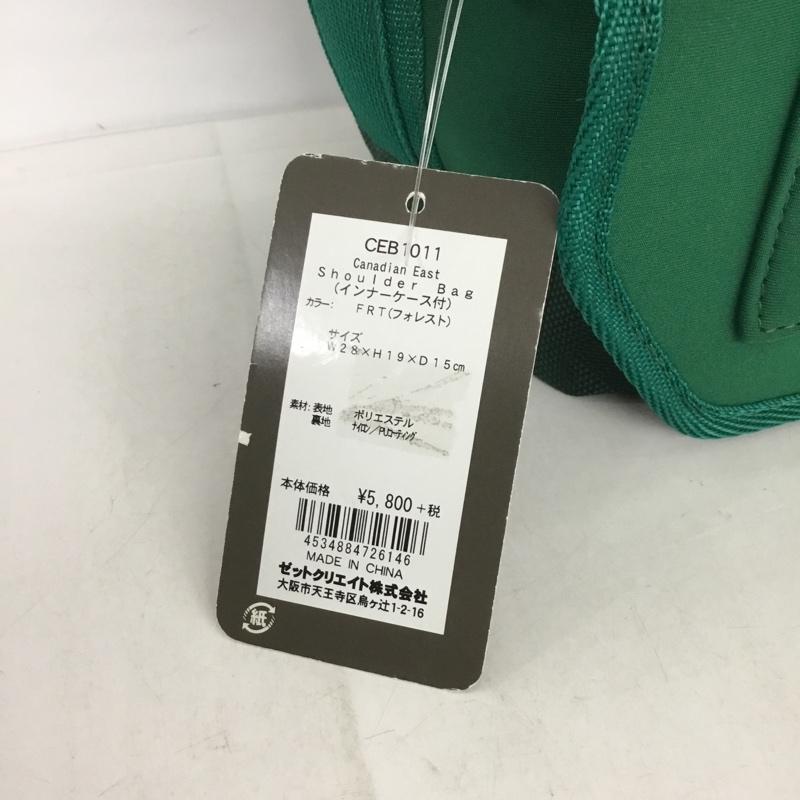 CEB1011
Canadian East
Shoulder Bag
(インナーケース付)
カラー: FRT(フォレスト)
サイズ
W28×H19×D15cm
素材: 表地 ポリエステル
裏地 ナイロン/PUコーティング
本体価格 ¥5,800+税
4534884726146
MADE IN CHINA
ゼットクリエイト株式会社
大阪市天王寺区烏ヶ辻1-2-16
紙